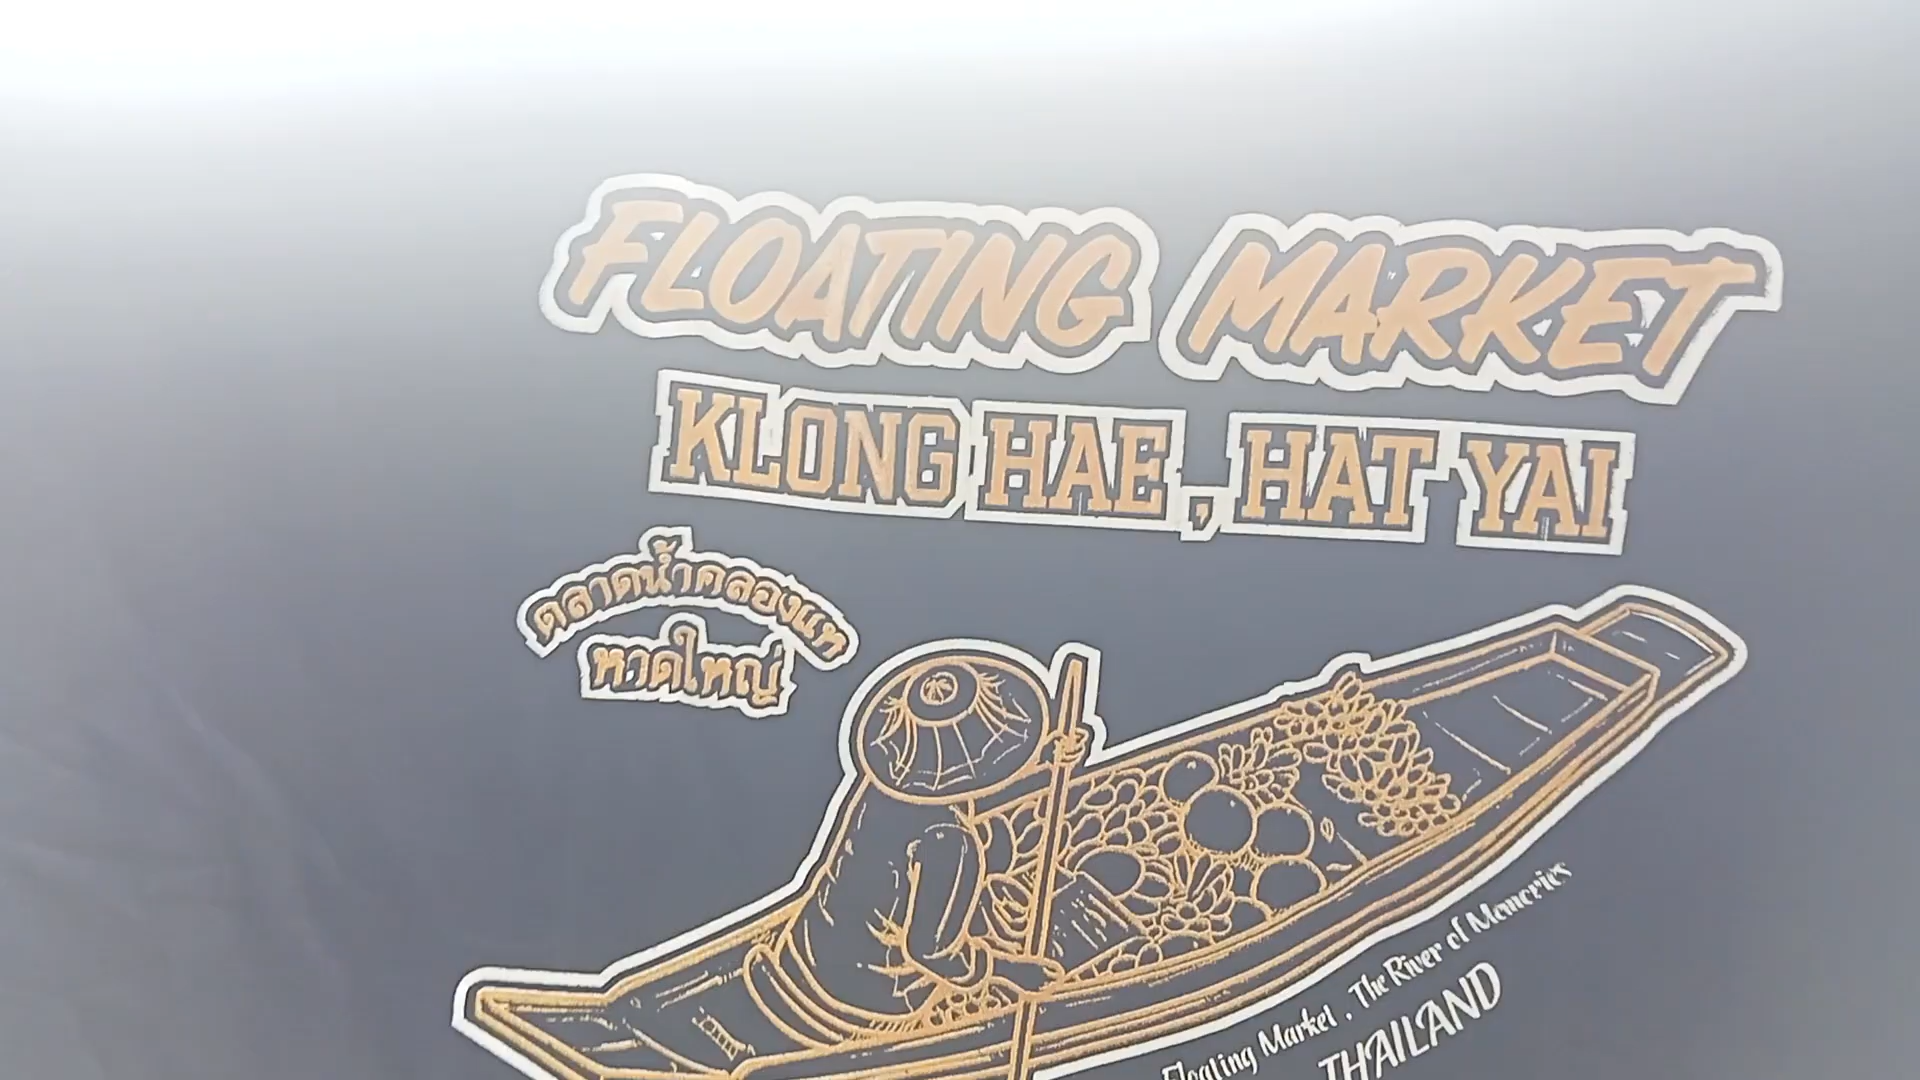 FLOATING MARKET
KLONG HAE, HAT YAI
ตลาดน้ำคลองแห
หาดใหญ่
Floating Market, The River of Memories
THAILAND